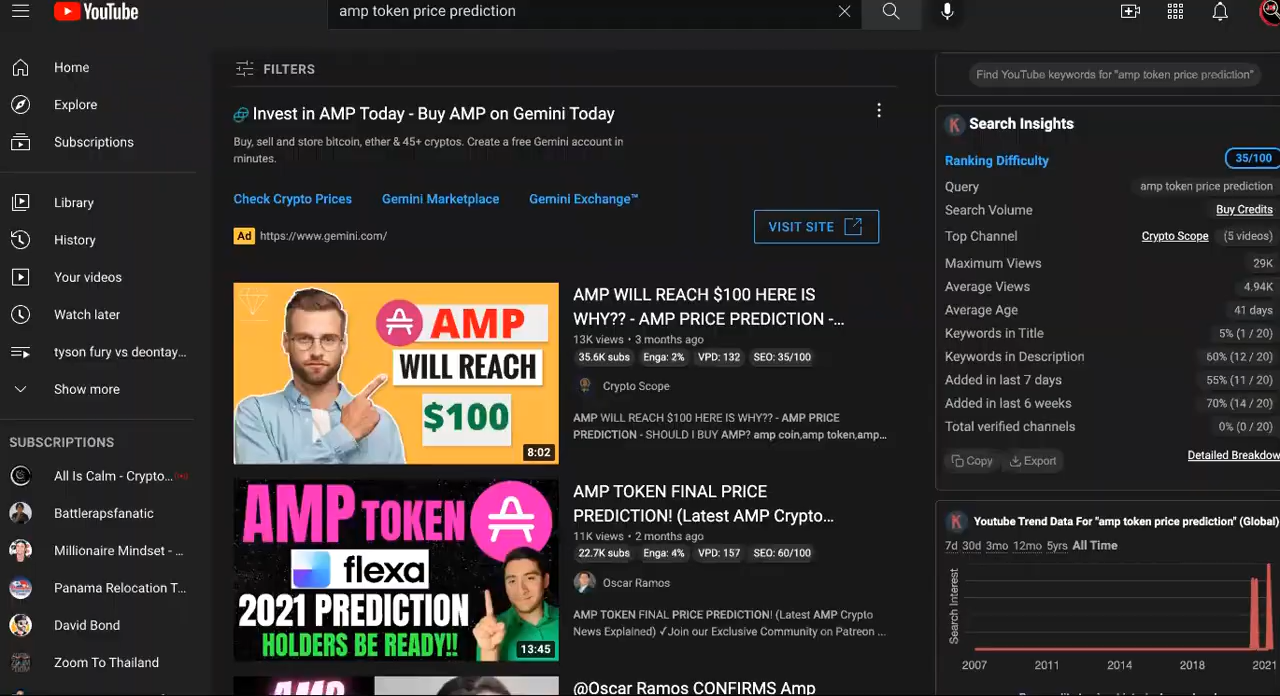 YouTube
amp token price prediction
Home
Explore
Subscriptions
Library
History
Your videos
Watch later
tyson fury vs deontay...
Show more
SUBSCRIPTIONS
All Is Calm - Crypto...
Battlerapsfanatic
Millionaire Mindset - ...
Panama Relocation T...
David Bond
Zoom To Thailand
FILTERS
Invest in AMP Today - Buy AMP on Gemini Today
Buy, sell and store bitcoin, ether & 45+ cryptos. Create a free Gemini account in
minutes.
Check Crypto Prices Gemini Marketplace Gemini Exchange™
Ad https://www.gemini.com/
VISIT SITE
AMP
WILL REACH
$100
8:02
AMP WILL REACH $100 HERE IS
WHY?? - AMP PRICE PREDICTION -...
13K views • 3 months ago
35.6K subs Enga: 2% VPD: 132 SEO: 35/100
Crypto Scope
AMP WILL REACH $100 HERE IS WHY?? - AMP PRICE
PREDICTION - SHOULD I BUY AMP? amp coin,amp token,amp...
AMP TOKEN
flexa
2021 PREDICTION
HOLDERS BE READY!!
13:45
AMP TOKEN FINAL PRICE
PREDICTION! (Latest AMP Crypto...
11K views • 2 months ago
22.7K subs Enga: 4% VPD: 157 SEO: 60/100
Oscar Ramos
AMP TOKEN FINAL PRICE PREDICTION! (Latest AMP Crypto
News Explained) ✓Join our Exclusive Community on Patreon ...
@Oscar Ramos CONFIRMS Amp
Find YouTube keywords for "amp token price prediction"
K Search Insights
Ranking Difficulty 35/100
Query amp token price prediction
Search Volume Buy Credits
Top Channel Crypto Scope (5 videos)
Maximum Views 29K
Average Views 4.94K
Average Age 41 days
Keywords in Title 5% (1 / 20)
Keywords in Description 60% (12 / 20)
Added in last 7 days 55% (11 / 20)
Added in last 6 weeks 70% (14 / 20)
Total verified channels 0% (0 / 20)
Copy Export
Detailed Breakdow
K Youtube Trend Data For "amp token price prediction" (Global)
7d 30d 3mo 12mo 5yrs All Time
Search Interest
2007 2011 2014 2018 2021